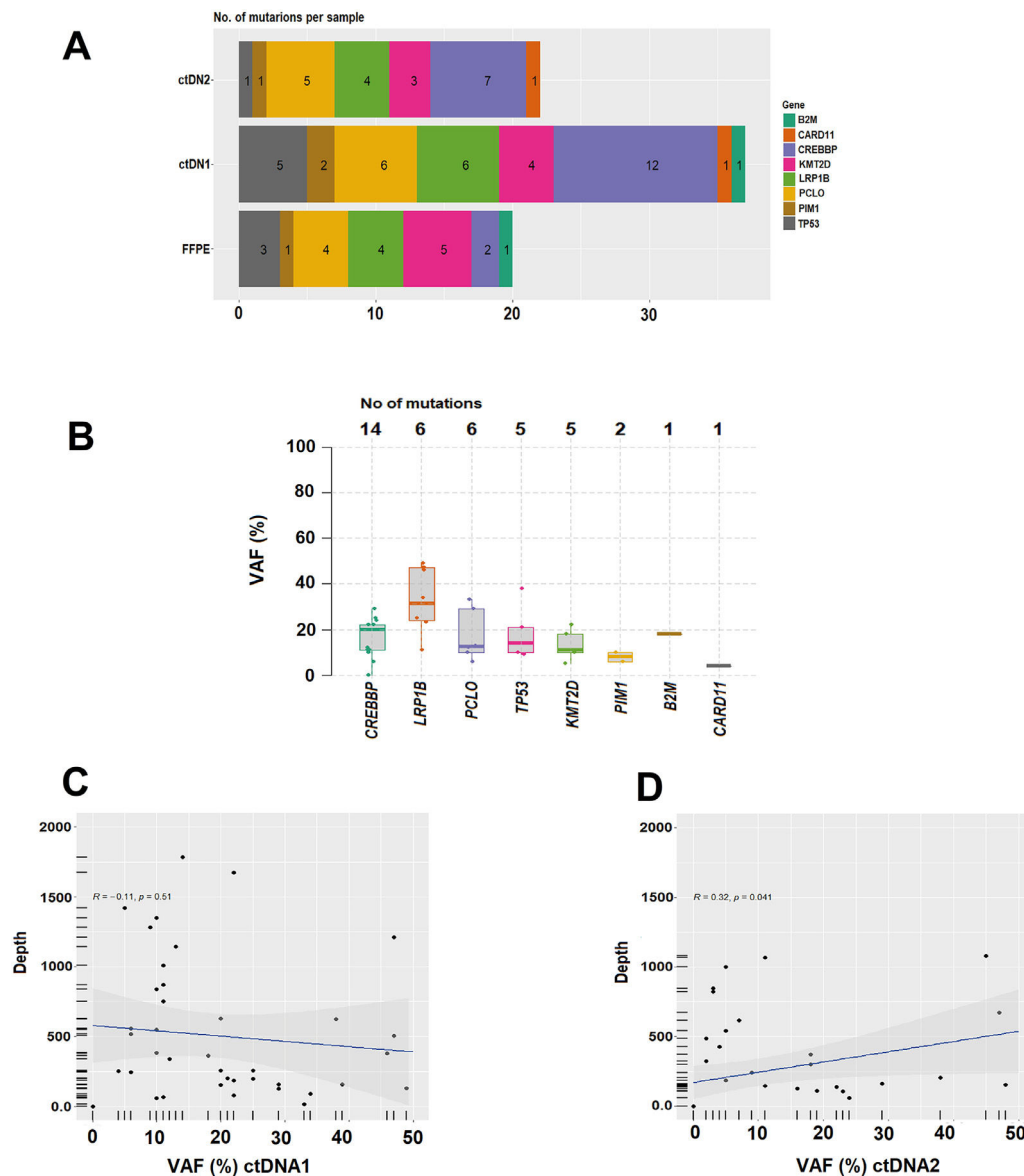 A
No. of mutarions per sample
ctDN2
1 1 5 4 3 7 1
ctDN1
5 2 6 6 4 12 1 1
FFPE
3 1 4 4 5 2 1
0 10 20 30
Gene
B2M
CARD11
CREBBP
KMT2D
LRP1B
PCLO
PIM1
TP53
B
No of mutations
14 6 6 5 5 2 1 1
VAF (%)
100
80
60
40
20
0
CREBBP
LRP1B
PCLO
TP53
KMT2D
PIM1
B2M
CARD11
C
2000
1500
1000
500
0.0
Depth
R = −0.11, p = 0.51
0 10 20 30 40 50
VAF (%) ctDNA1
D
2000
1500
1000
500
0.0
Depth
R = 0.32, p = 0.041
0 10 20 30 40 50
VAF (%) ctDNA2